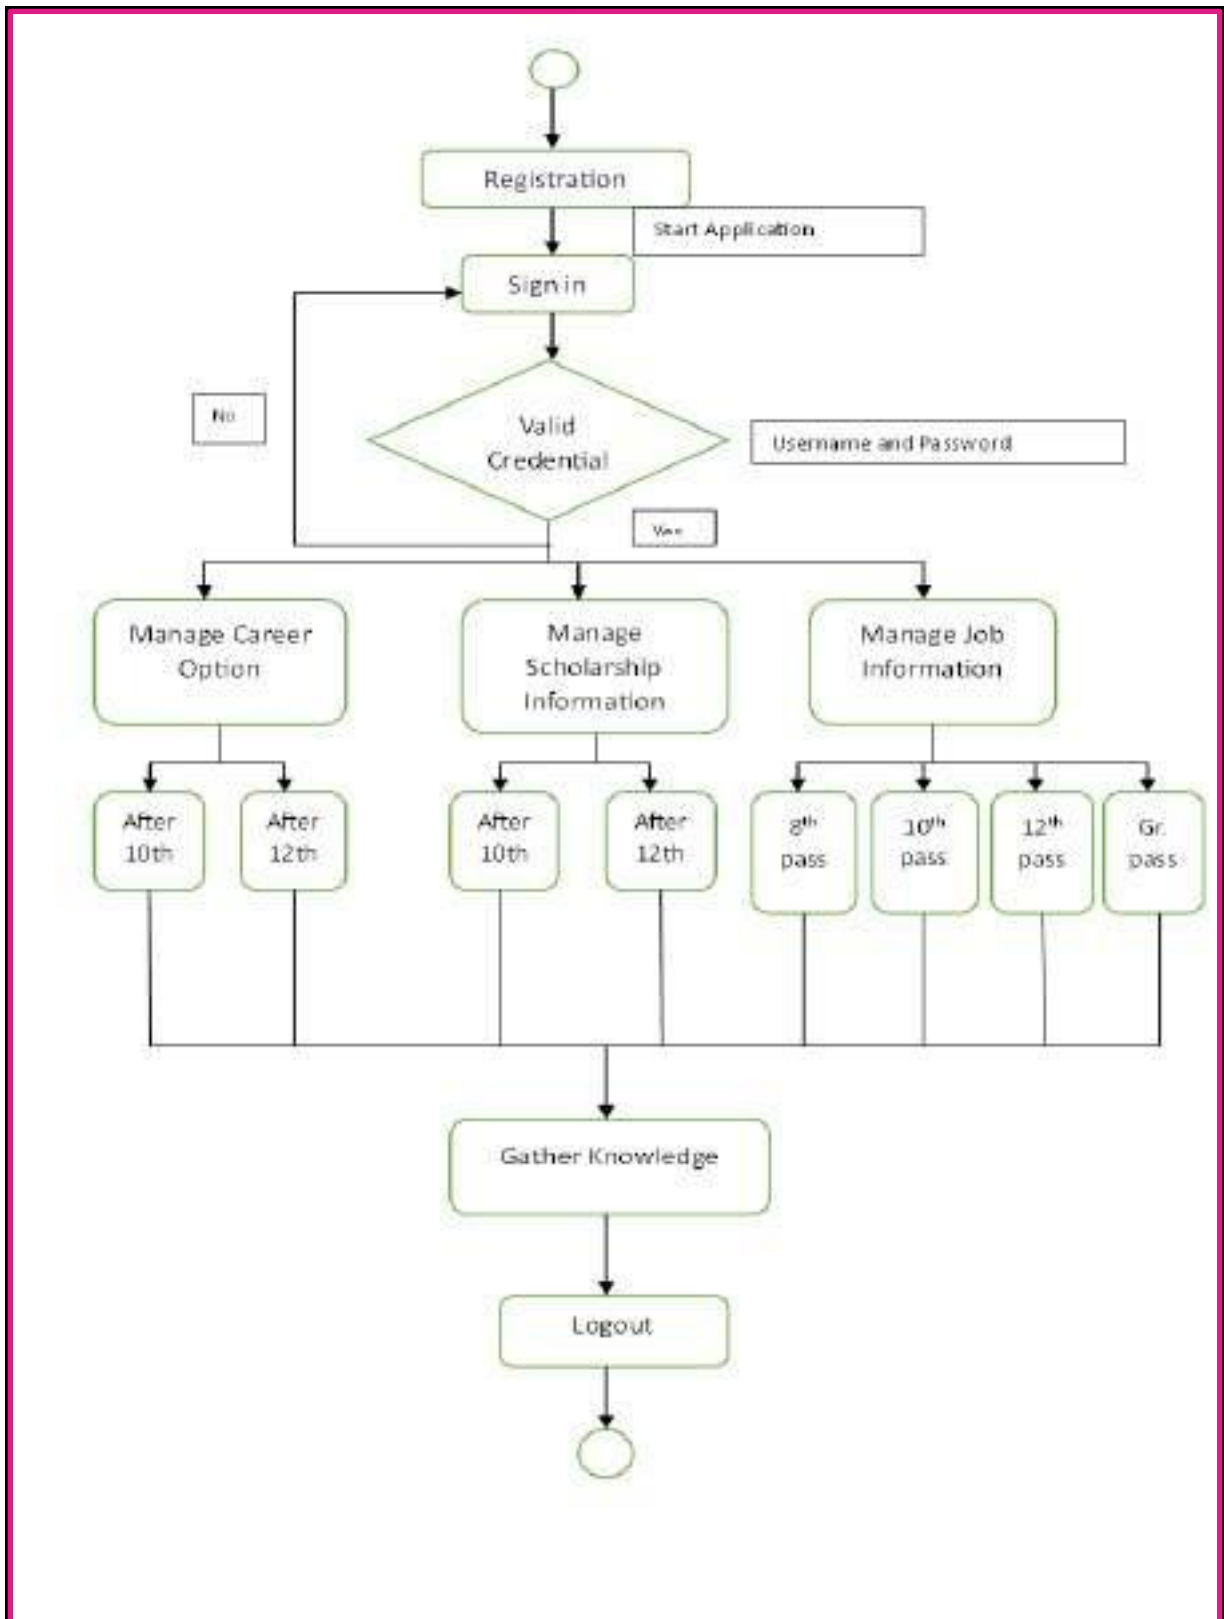 Registration
Start Application
Sign in
No
Valid
Credential
Username and Password
Yes
Manage Career
Option
Manage
Scholarship
Information
Manage Job
Information
After
10th
After
12th
After
10th
After
12th
8th
pass
10th
pass
12th
pass
Gr.
pass
Gather Knowledge
Logout